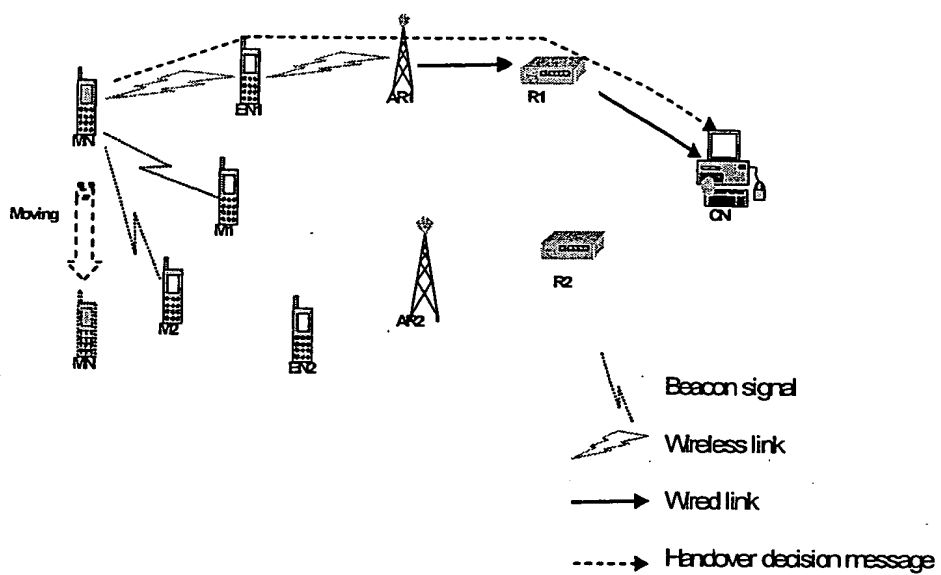 AR1
R1
EN1
MN
CN
Moving
M1
R2
M2
AR2
MN
EN2
Beacon signal
Wireless link
Wired link
Handover decision message